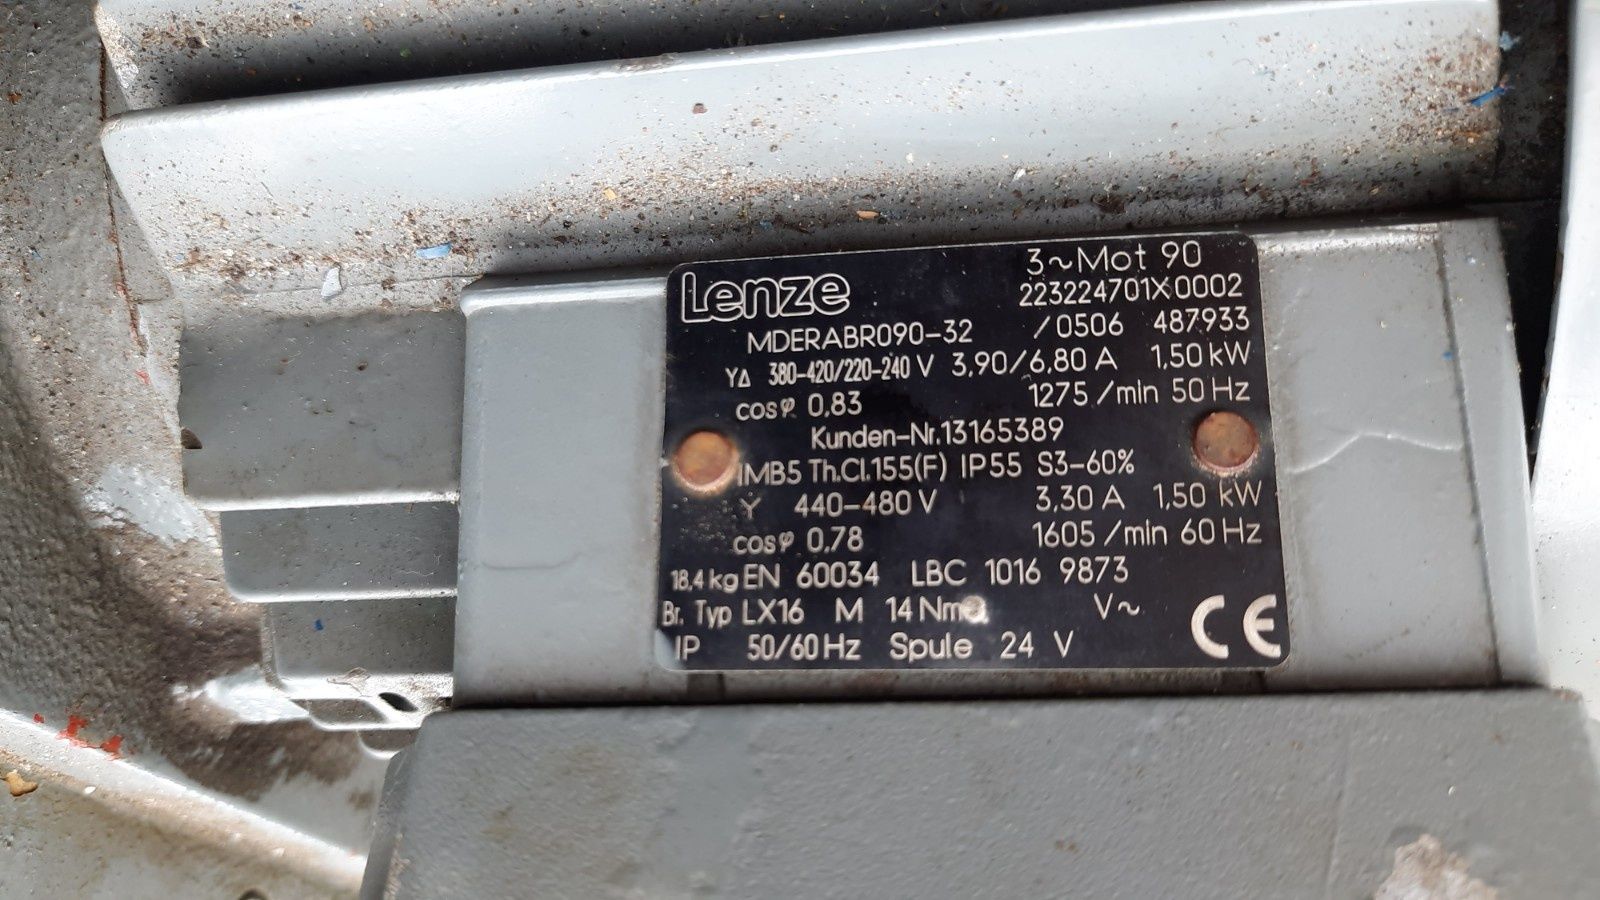 Lenze
3~Mot 90
223224701X0002
MDERABR090-32 /0506 487933
Y∆ 380-420/220-240 V 3,90/6,80 A 1,50 kW
cosφ 0,83 1275 /min 50 Hz
Kunden-Nr.13165389
IMB5 Th.Cl.155(F) IP55 S3-60%
Y 440-480 V 3,30 A 1,50 kW
cosφ 0,78 1605 /min 60 Hz
18,4 kg EN 60034 LBC 1016 9873
Br. Typ LX16 M 14 Nm V~
IP 50/60 Hz Spule 24 V CE